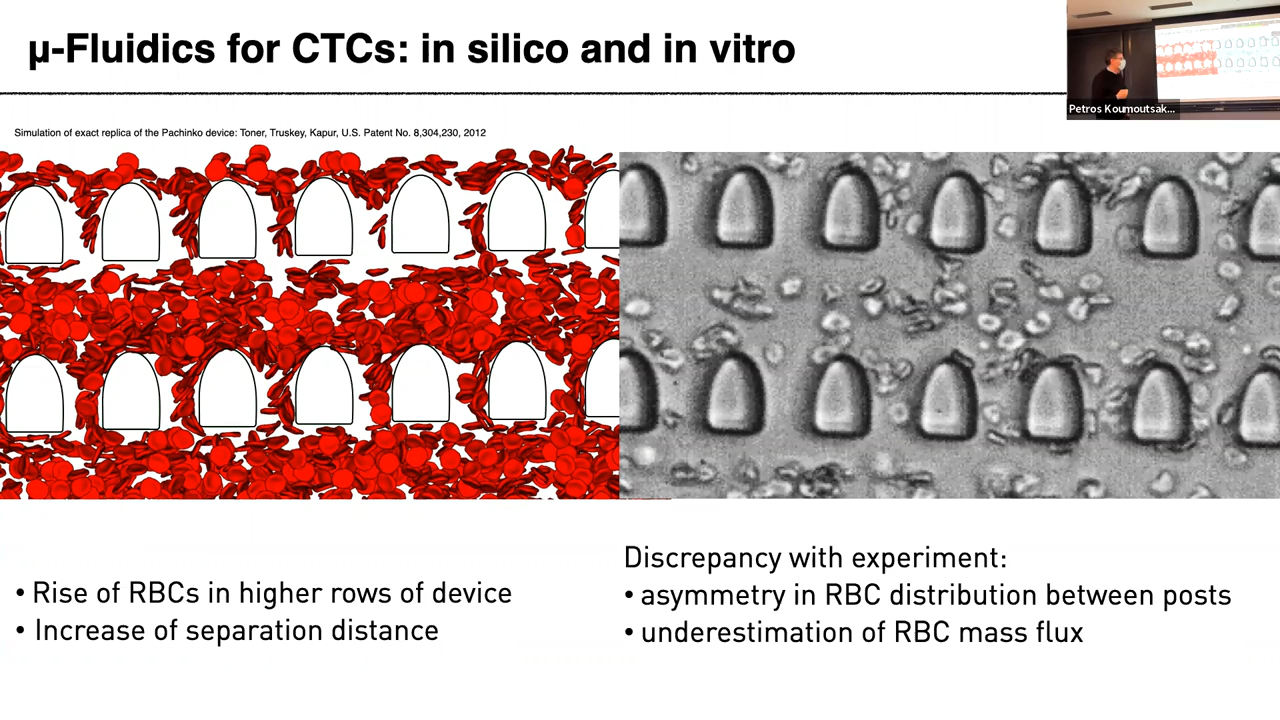 μ-Fluidics for CTCs: in silico and in vitro
Petros Koumoutsak...
Simulation of exact replica of the Pachinko device: Toner, Truskey, Kapur, U.S. Patent No. 8,304,230, 2012
• Rise of RBCs in higher rows of device
• Increase of separation distance
Discrepancy with experiment:
• asymmetry in RBC distribution between posts
• underestimation of RBC mass flux